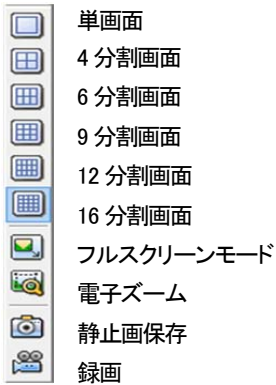 単画面
4 分割画面
6 分割画面
9 分割画面
12 分割画面
16 分割画面
フルスクリーンモード
電子ズーム
静止画保存
録画